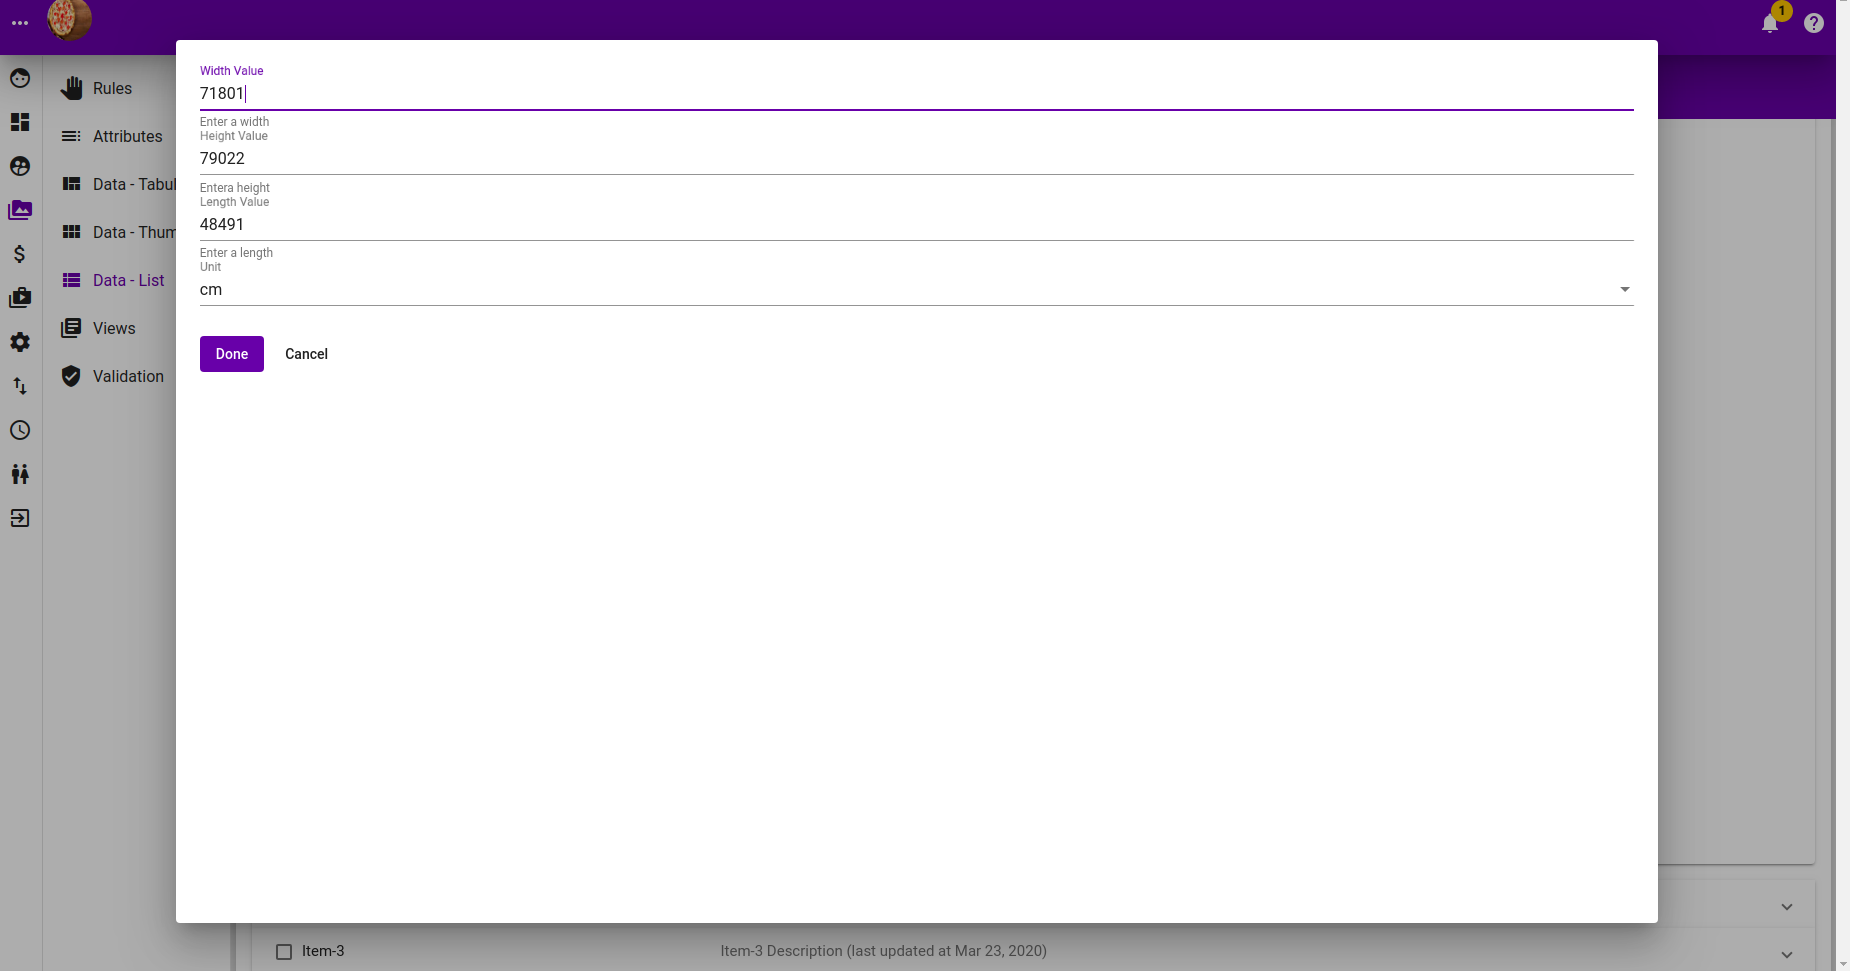 1
Rules
Attributes
Data - Tabul
Data - Thum
Data - List
Views
Validation
Width Value
71801
Enter a width
Height Value
79022
Entera height
Length Value
48491
Enter a length
Unit
cm
Done Cancel
Item-3 Item-3 Description (last updated at Mar 23, 2020)